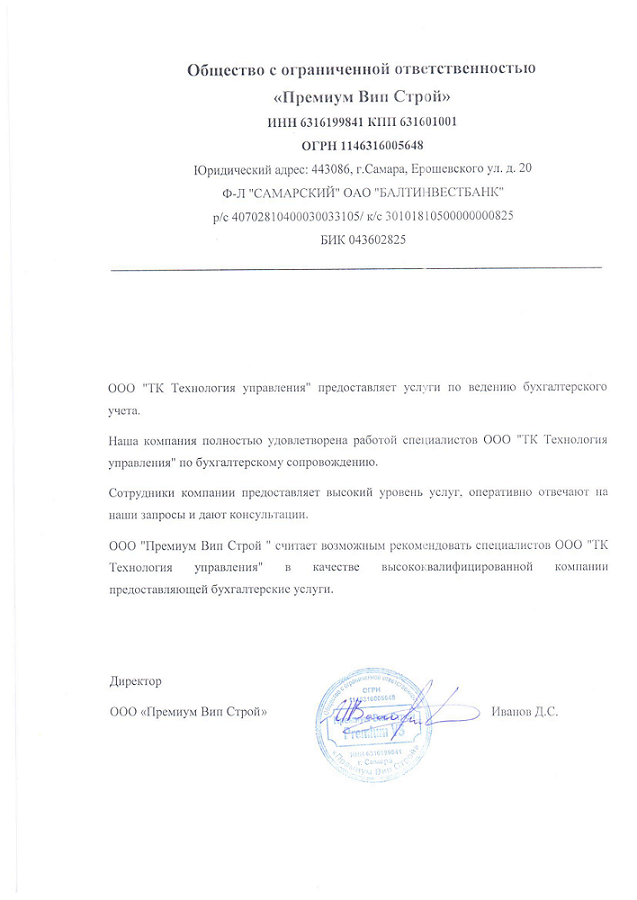 Общество с ограниченной ответственностью
«Премиум Вип Строй»
ИНН 6316199841 КПП 631601001
ОГРН 1146316005648
Юридический адрес: 443086, г.Самара, Ерошевского ул. д. 20
Ф-Л "САМАРСКИЙ" ОАО "БАЛТИНВЕСТБАНК"
р/с 40702810400030033105/ к/с 30101810500000000825
БИК 043602825
ООО "ТК Технология управления" предоставляет услуги по ведению бухгалтерского
учета.
Наша компания полностью удовлетворена работой специалистов ООО "ТК Технология
управления" по бухгалтерскому сопровождению.
Сотрудники компании предоставляет высокий уровень услуг, оперативно отвечают на
наши запросы и дают консультации.
ООО "Премиум Вип Строй " считает возможным рекомендовать специалистов ООО "ТК
Технология управления" в качестве высококвалифицированной компании
предоставляющей бухгалтерские услуги.
Директор
ООО «Премиум Вип Строй»
Иванов Д.С.
Общество с ограниченной ответственностью
ОГРН
1146316005648
Premium
ИНН 6316199841
г. Самара
«Премиум Вип Строй»